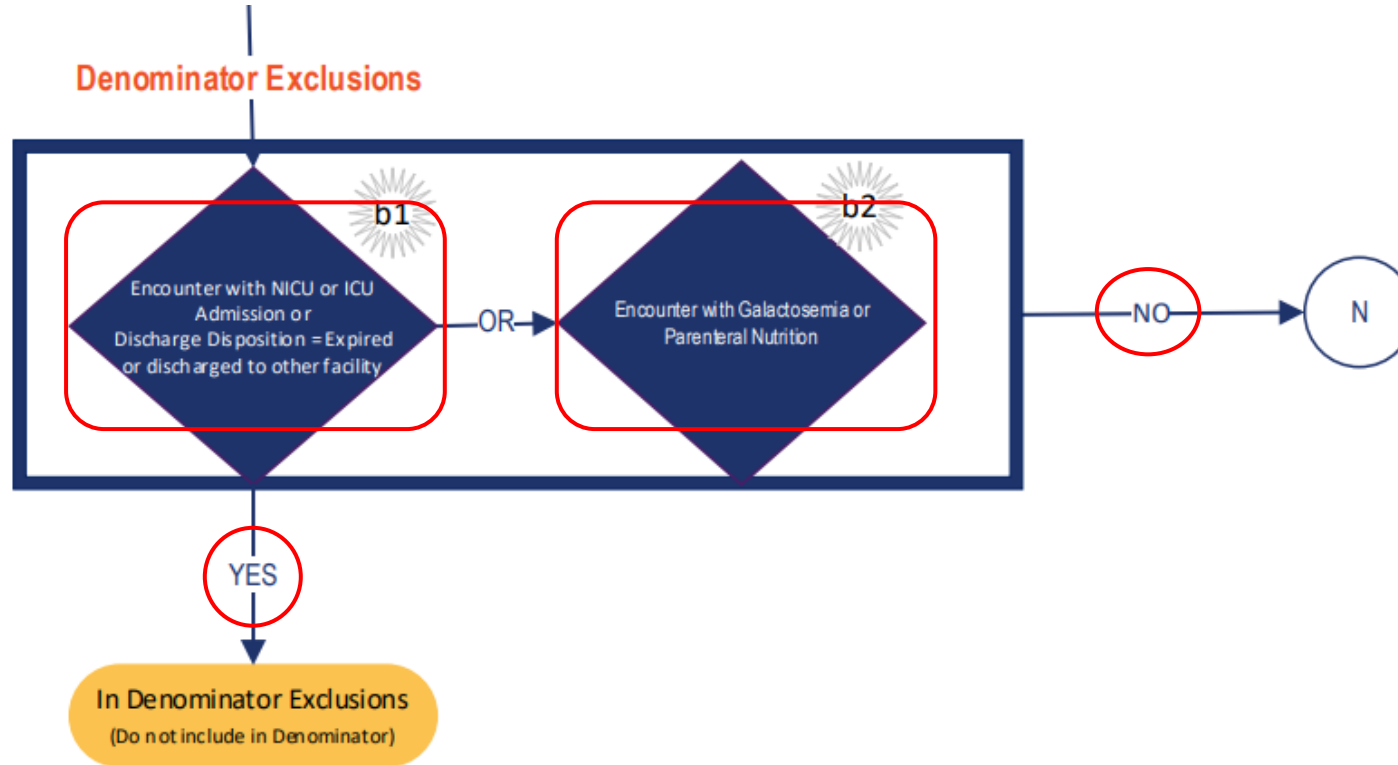 Denominator Exclusions
b1
b2
Encounter with NICU or ICU
Admission or
Discharge Disposition = Expired
or discharged to other facility
OR
Encounter with Galactosemia or
Parenteral Nutrition
NO
N
YES
In Denominator Exclusions
(Do not include in Denominator)